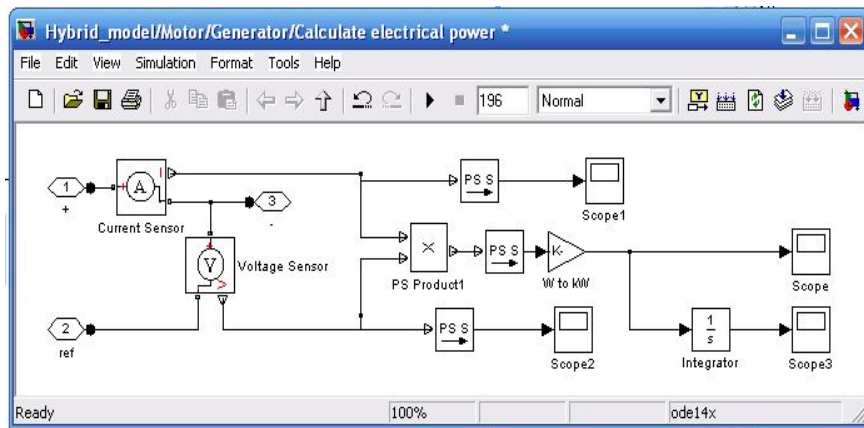 Hybrid_model/Motor/Generator/Calculate electrical power *
File Edit View Simulation Format Tools Help
196 Normal
1
+
A
I
Current Sensor
3
-
PS S
Scope1
V
V
Voltage Sensor
×
PS Product1
PS S
K-
W to kW
Scope
2
ref
PS S
Scope2
1
s
Integrator
Scope3
Ready 100% ode14x